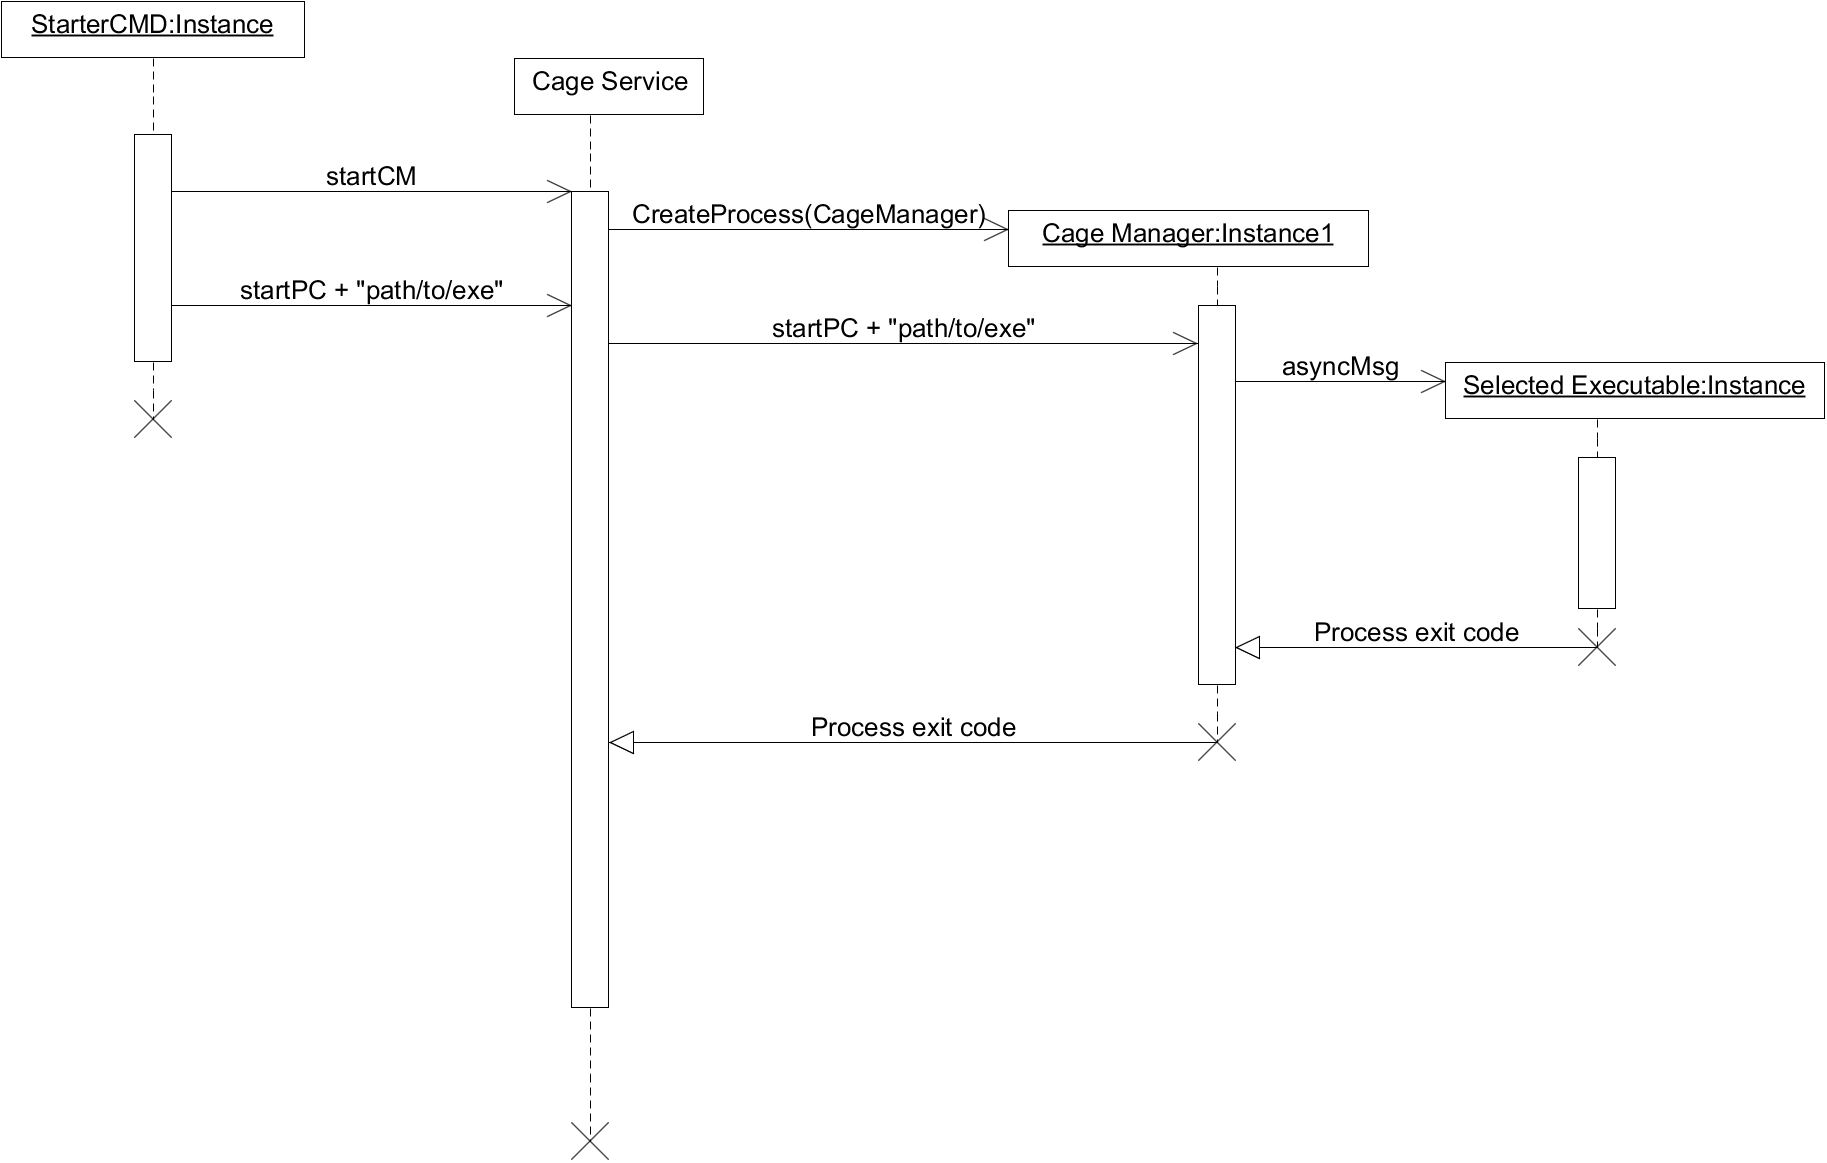 StarterCMD:Instance
Cage Service
startCM
CreateProcess(CageManager)
Cage Manager:Instance1
startPC + "path/to/exe"
startPC + "path/to/exe"
asyncMsg
Selected Executable:Instance
Process exit code
Process exit code